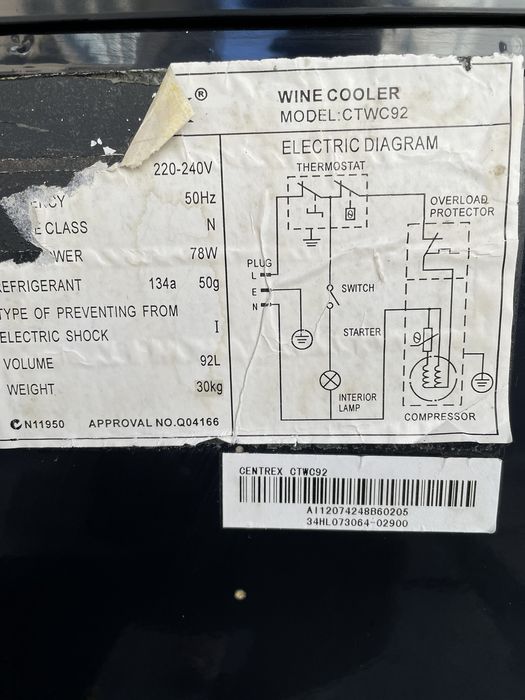 ®
WINE COOLER
MODEL:CTWC92
220-240V
50Hz
CLASS N
78W
REFRIGERANT 134a 50g
TYPE OF PREVENTING FROM
ELECTRIC SHOCK I
VOLUME 92L
WEIGHT 30kg
N11950 APPROVAL NO.Q04166
ELECTRIC DIAGRAM
THERMOSTAT
OVERLOAD
PROTECTOR
PLUG
L
E
N
SWITCH
STARTER
INTERIOR
LAMP
COMPRESSOR
CENTREX CTWC92
AI12074248B60205
34HL073064-02900